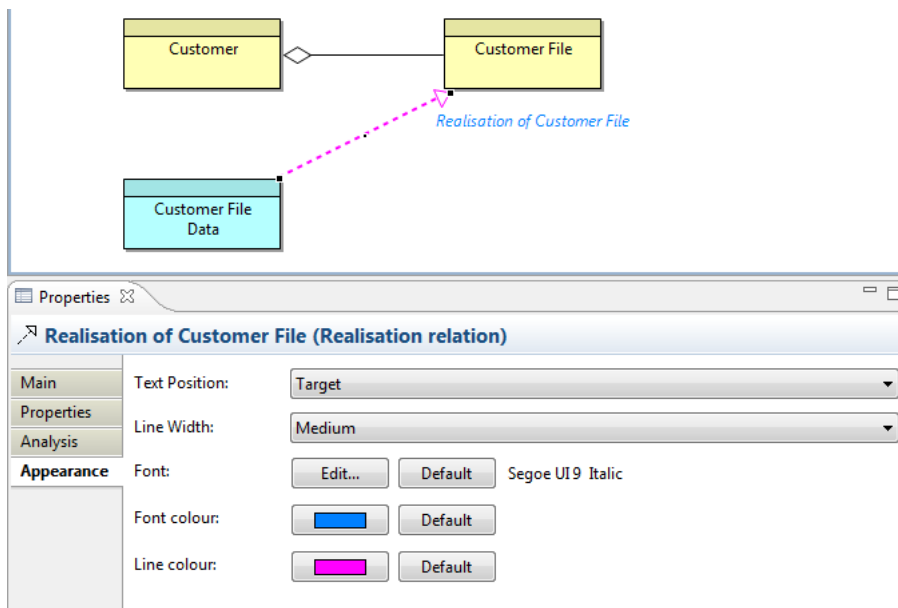 Customer
Customer File
Realisation of Customer File
Customer File
Data
Properties
Realisation of Customer File (Realisation relation)
Main
Properties
Analysis
Appearance
Text Position:
Target
Line Width:
Medium
Font:
Edit...
Default
Segoe UI 9 Italic
Font colour:
Default
Line colour:
Default